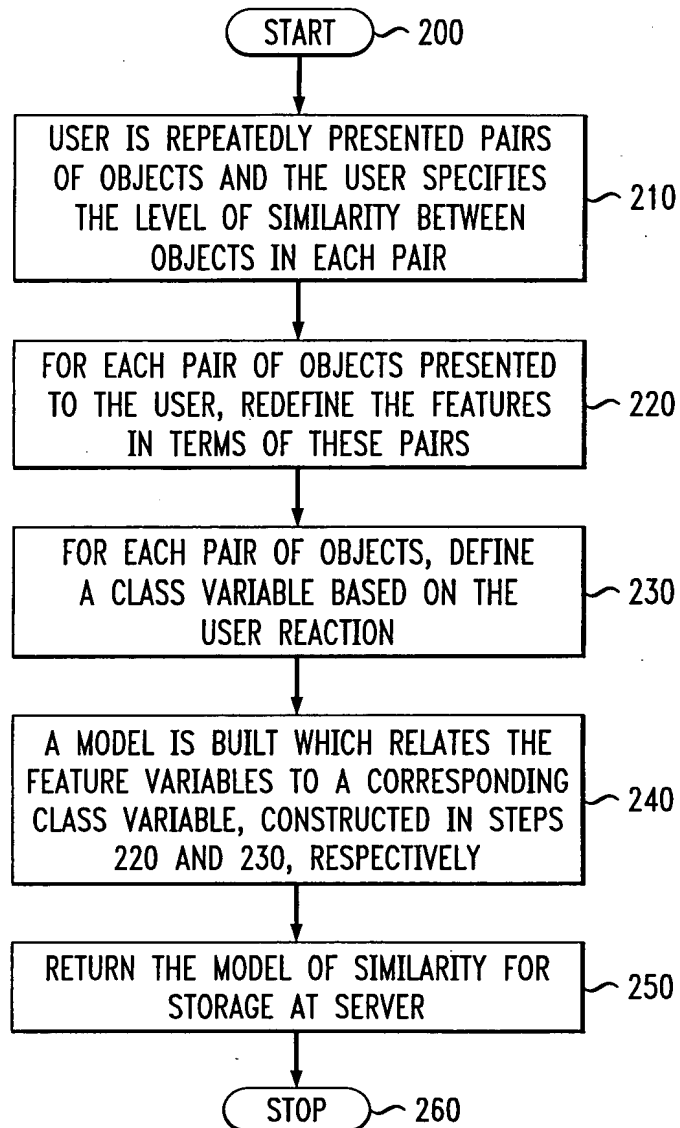 START 200
USER IS REPEATEDLY PRESENTED PAIRS
OF OBJECTS AND THE USER SPECIFIES
THE LEVEL OF SIMILARITY BETWEEN
OBJECTS IN EACH PAIR
210
FOR EACH PAIR OF OBJECTS PRESENTED
TO THE USER, REDEFINE THE FEATURES
IN TERMS OF THESE PAIRS
220
FOR EACH PAIR OF OBJECTS, DEFINE
A CLASS VARIABLE BASED ON THE
USER REACTION
230
A MODEL IS BUILT WHICH RELATES THE
FEATURE VARIABLES TO A CORRESPONDING
CLASS VARIABLE, CONSTRUCTED IN STEPS
220 AND 230, RESPECTIVELY
240
RETURN THE MODEL OF SIMILARITY FOR
STORAGE AT SERVER
250
STOP 260